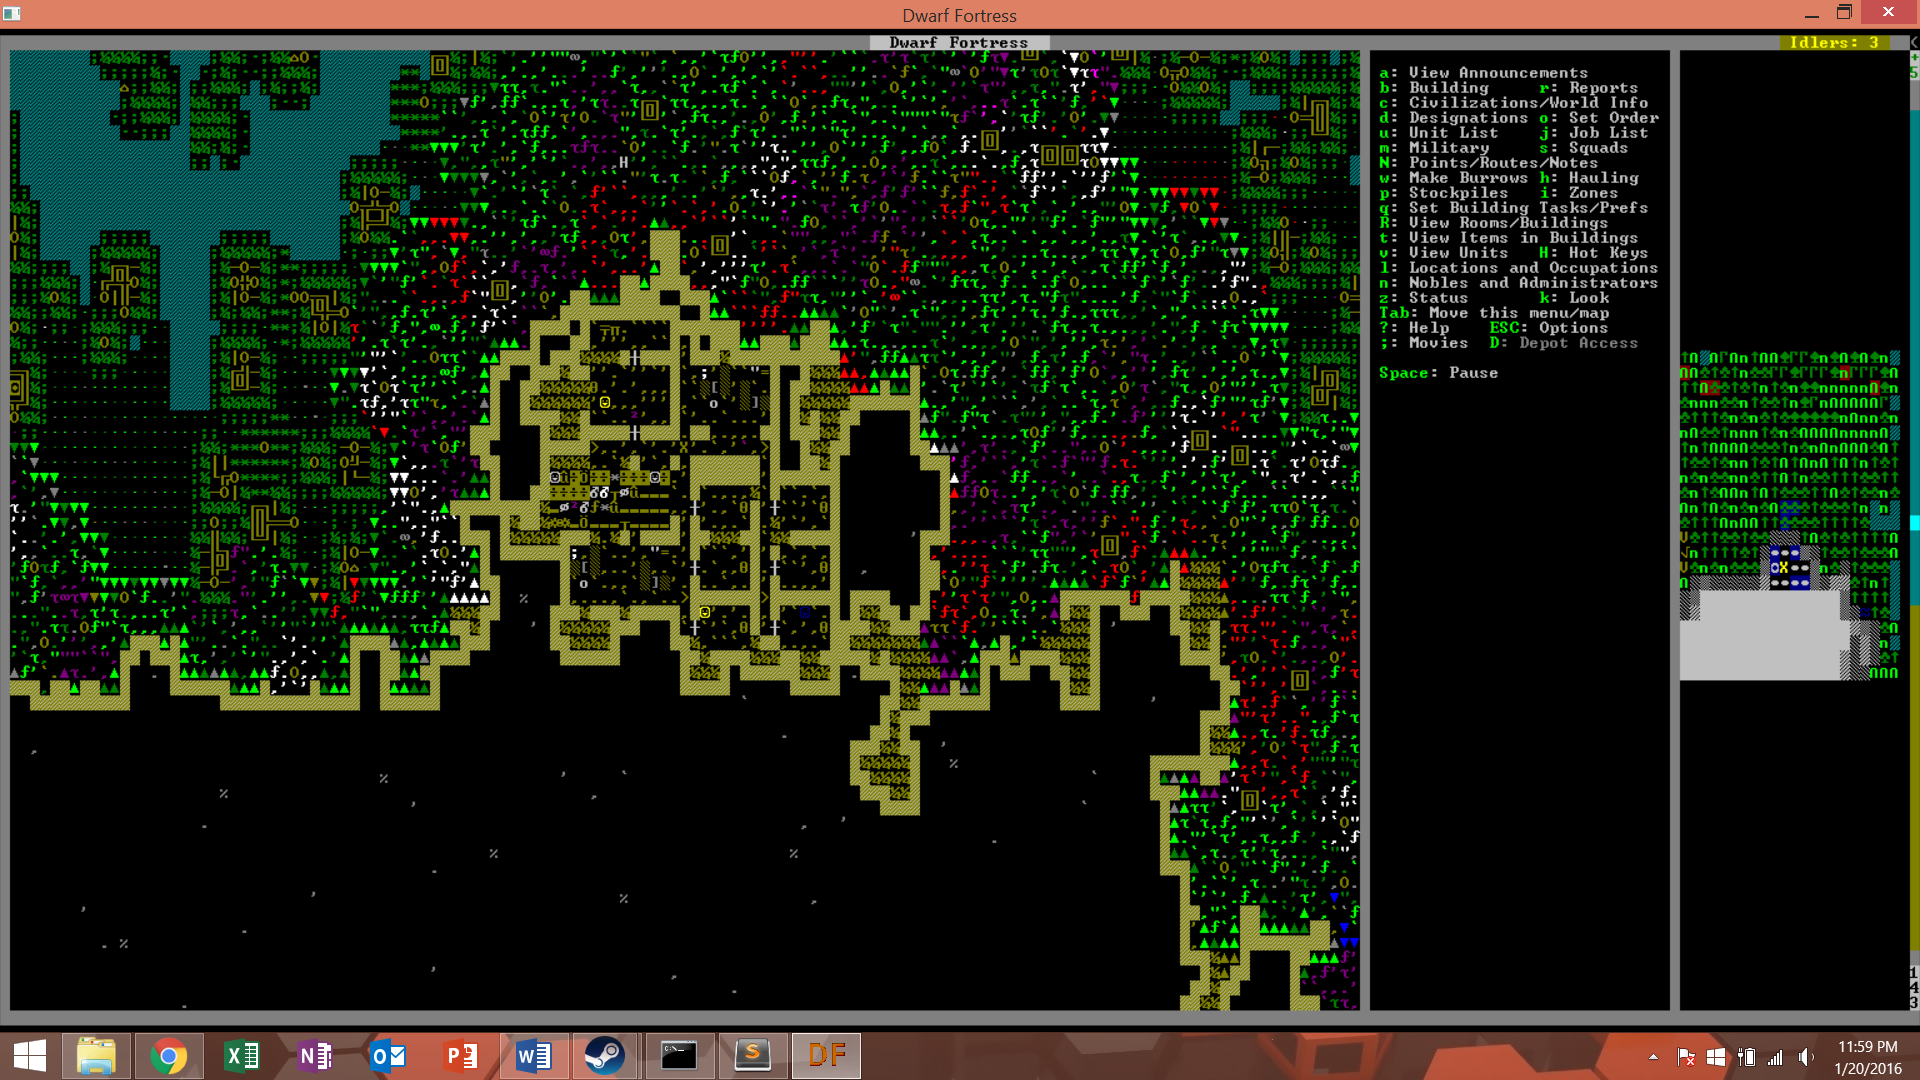 Dwarf Fortress
Dwarf Fortress
Idlers: 3
a: View Announcements
b: Building r: Reports
c: Civilizations/World Info
d: Designations o: Set Order
u: Unit List j: Job List
m: Military s: Squads
N: Points/Routes/Notes
w: Make Burrows h: Hauling
p: Stockpiles i: Zones
q: Set Building Tasks/Prefs
R: View Rooms/Buildings
t: View Items in Buildings
v: View Units H: Hot Keys
l: Locations and Occupations
n: Nobles and Administrators
z: Status k: Look
Tab: Move this menu/map
?: Help ESC: Options
;: Movies D: Depot Access
Space: Pause
DF
11:59 PM
1/20/2016